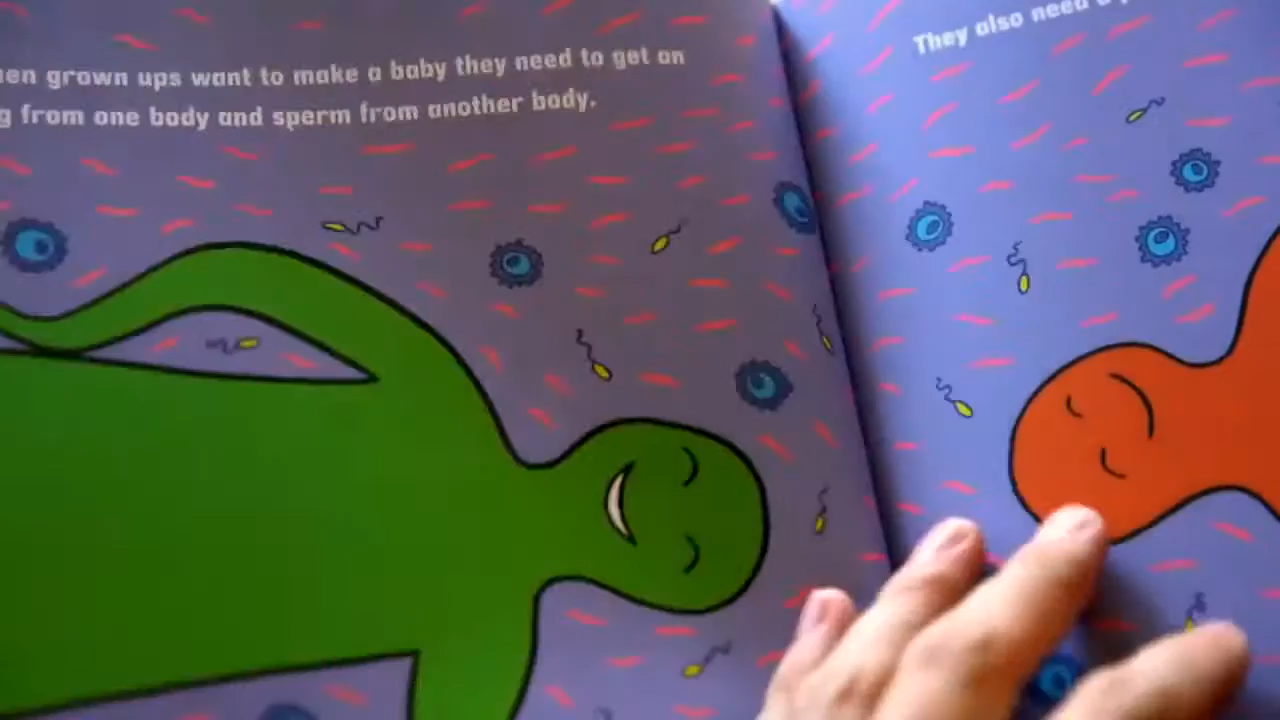 grown ups want to make a baby they need to get an
from one body and sperm from another body.
They also need a